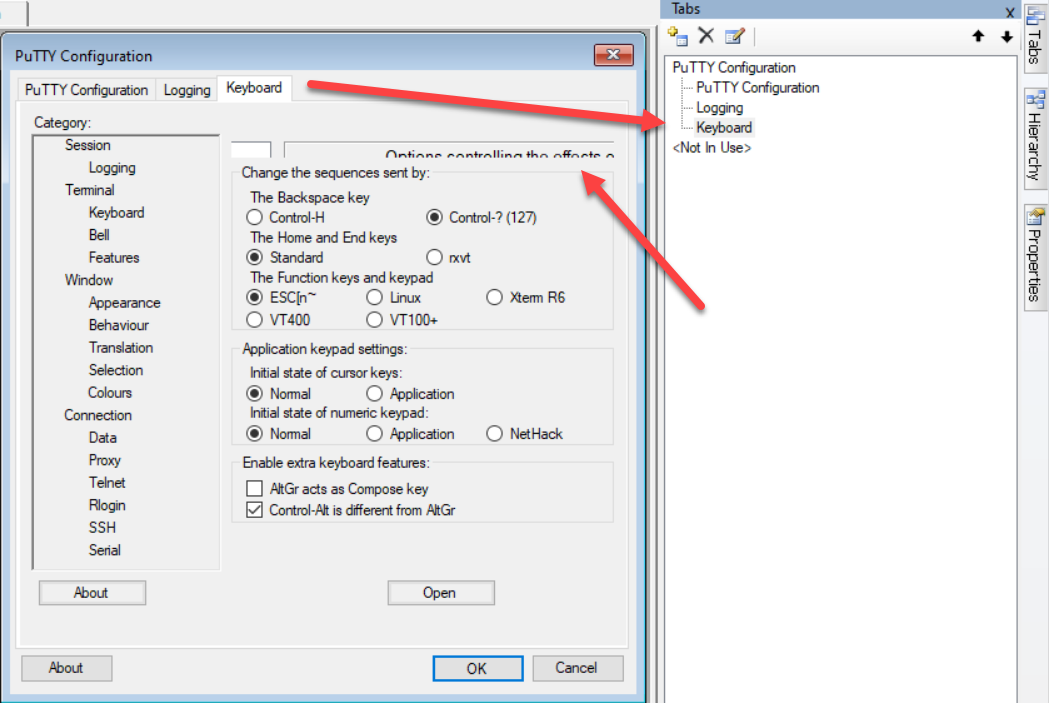 Tabs
x
PuTTY Configuration
PuTTY Configuration
Logging
Keyboard
Category:
Session
Logging
Terminal
Keyboard
Bell
Features
Window
Appearance
Behaviour
Translation
Selection
Colours
Connection
Data
Proxy
Telnet
Rlogin
SSH
Serial
About
Options controlling the effects o
Change the sequences sent by:
The Backspace key
Control-H
Control-? (127)
The Home and End keys
Standard
rxvt
The Function keys and keypad
ESC[n~
Linux
Xterm R6
VT400
VT100+
Application keypad settings:
Initial state of cursor keys:
Normal
Application
Initial state of numeric keypad:
Normal
Application
NetHack
Enable extra keyboard features:
AltGr acts as Compose key
Control-Alt is different from AltGr
Open
About
OK
Cancel
PuTTY Configuration
PuTTY Configuration
Logging
Keyboard
<Not In Use>
Tabs
Hierarchy
Properties